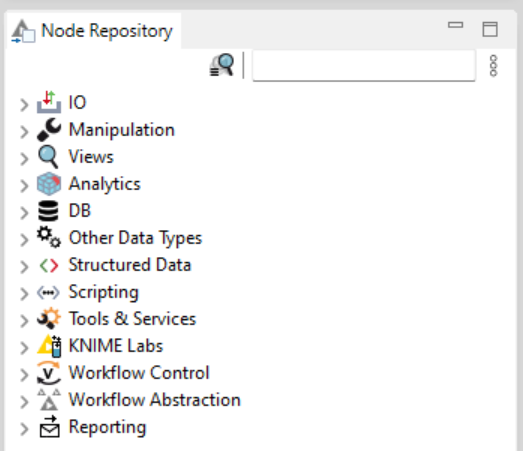 Node Repository
IO
Manipulation
Views
Analytics
DB
Other Data Types
Structured Data
Scripting
Tools & Services
KNIME Labs
Workflow Control
Workflow Abstraction
Reporting